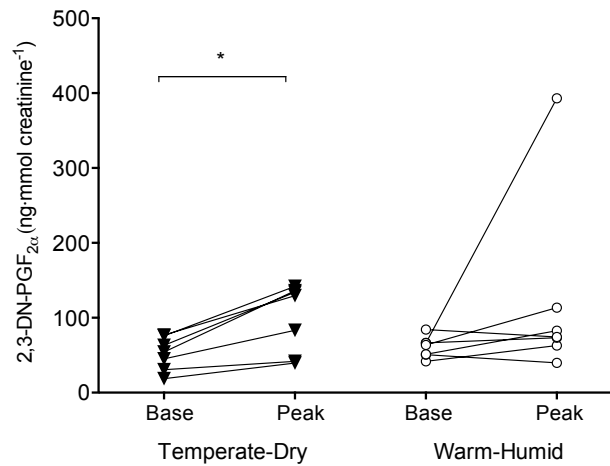 2,3-DN-PGF₂α (ng·mmol creatinine⁻¹)
500
400
300
200
100
0
*
Base Peak Base Peak
Temperate-Dry Warm-Humid